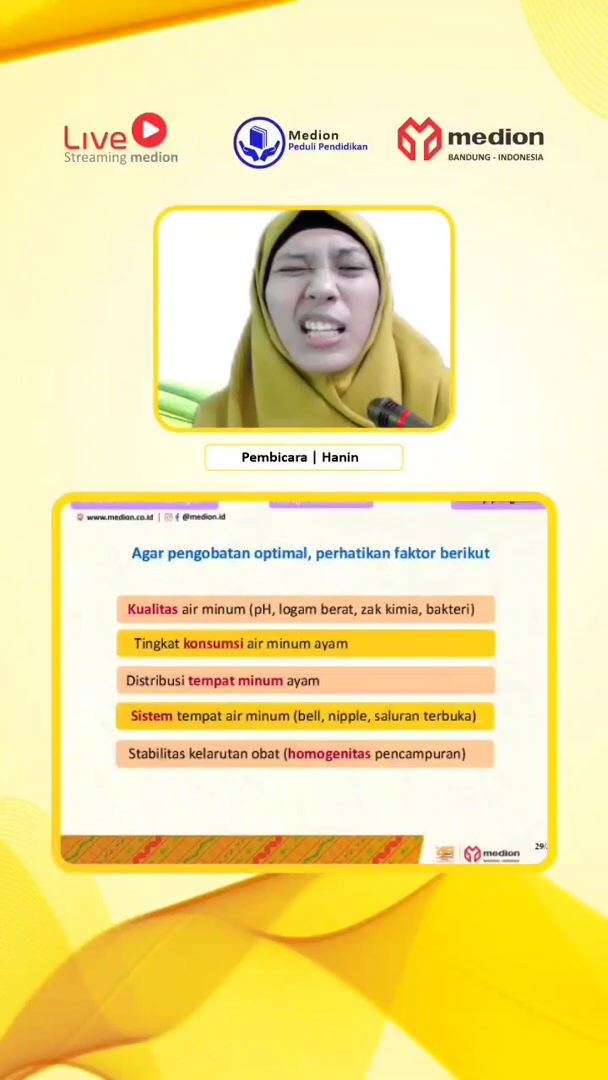 Live
Streaming medion
Medion
Peduli Pendidikan
medion
BANDUNG - INDONESIA
Pembicara | Hanin
www.medion.co.id | @medion.id
Agar pengobatan optimal, perhatikan faktor berikut
Kualitas air minum (pH, logam berat, zak kimia, bakteri)
Tingkat konsumsi air minum ayam
Distribusi tempat minum ayam
Sistem tempat air minum (bell, nipple, saluran terbuka)
Stabilitas kelarutan obat (homogenitas pencampuran)
medion
29/